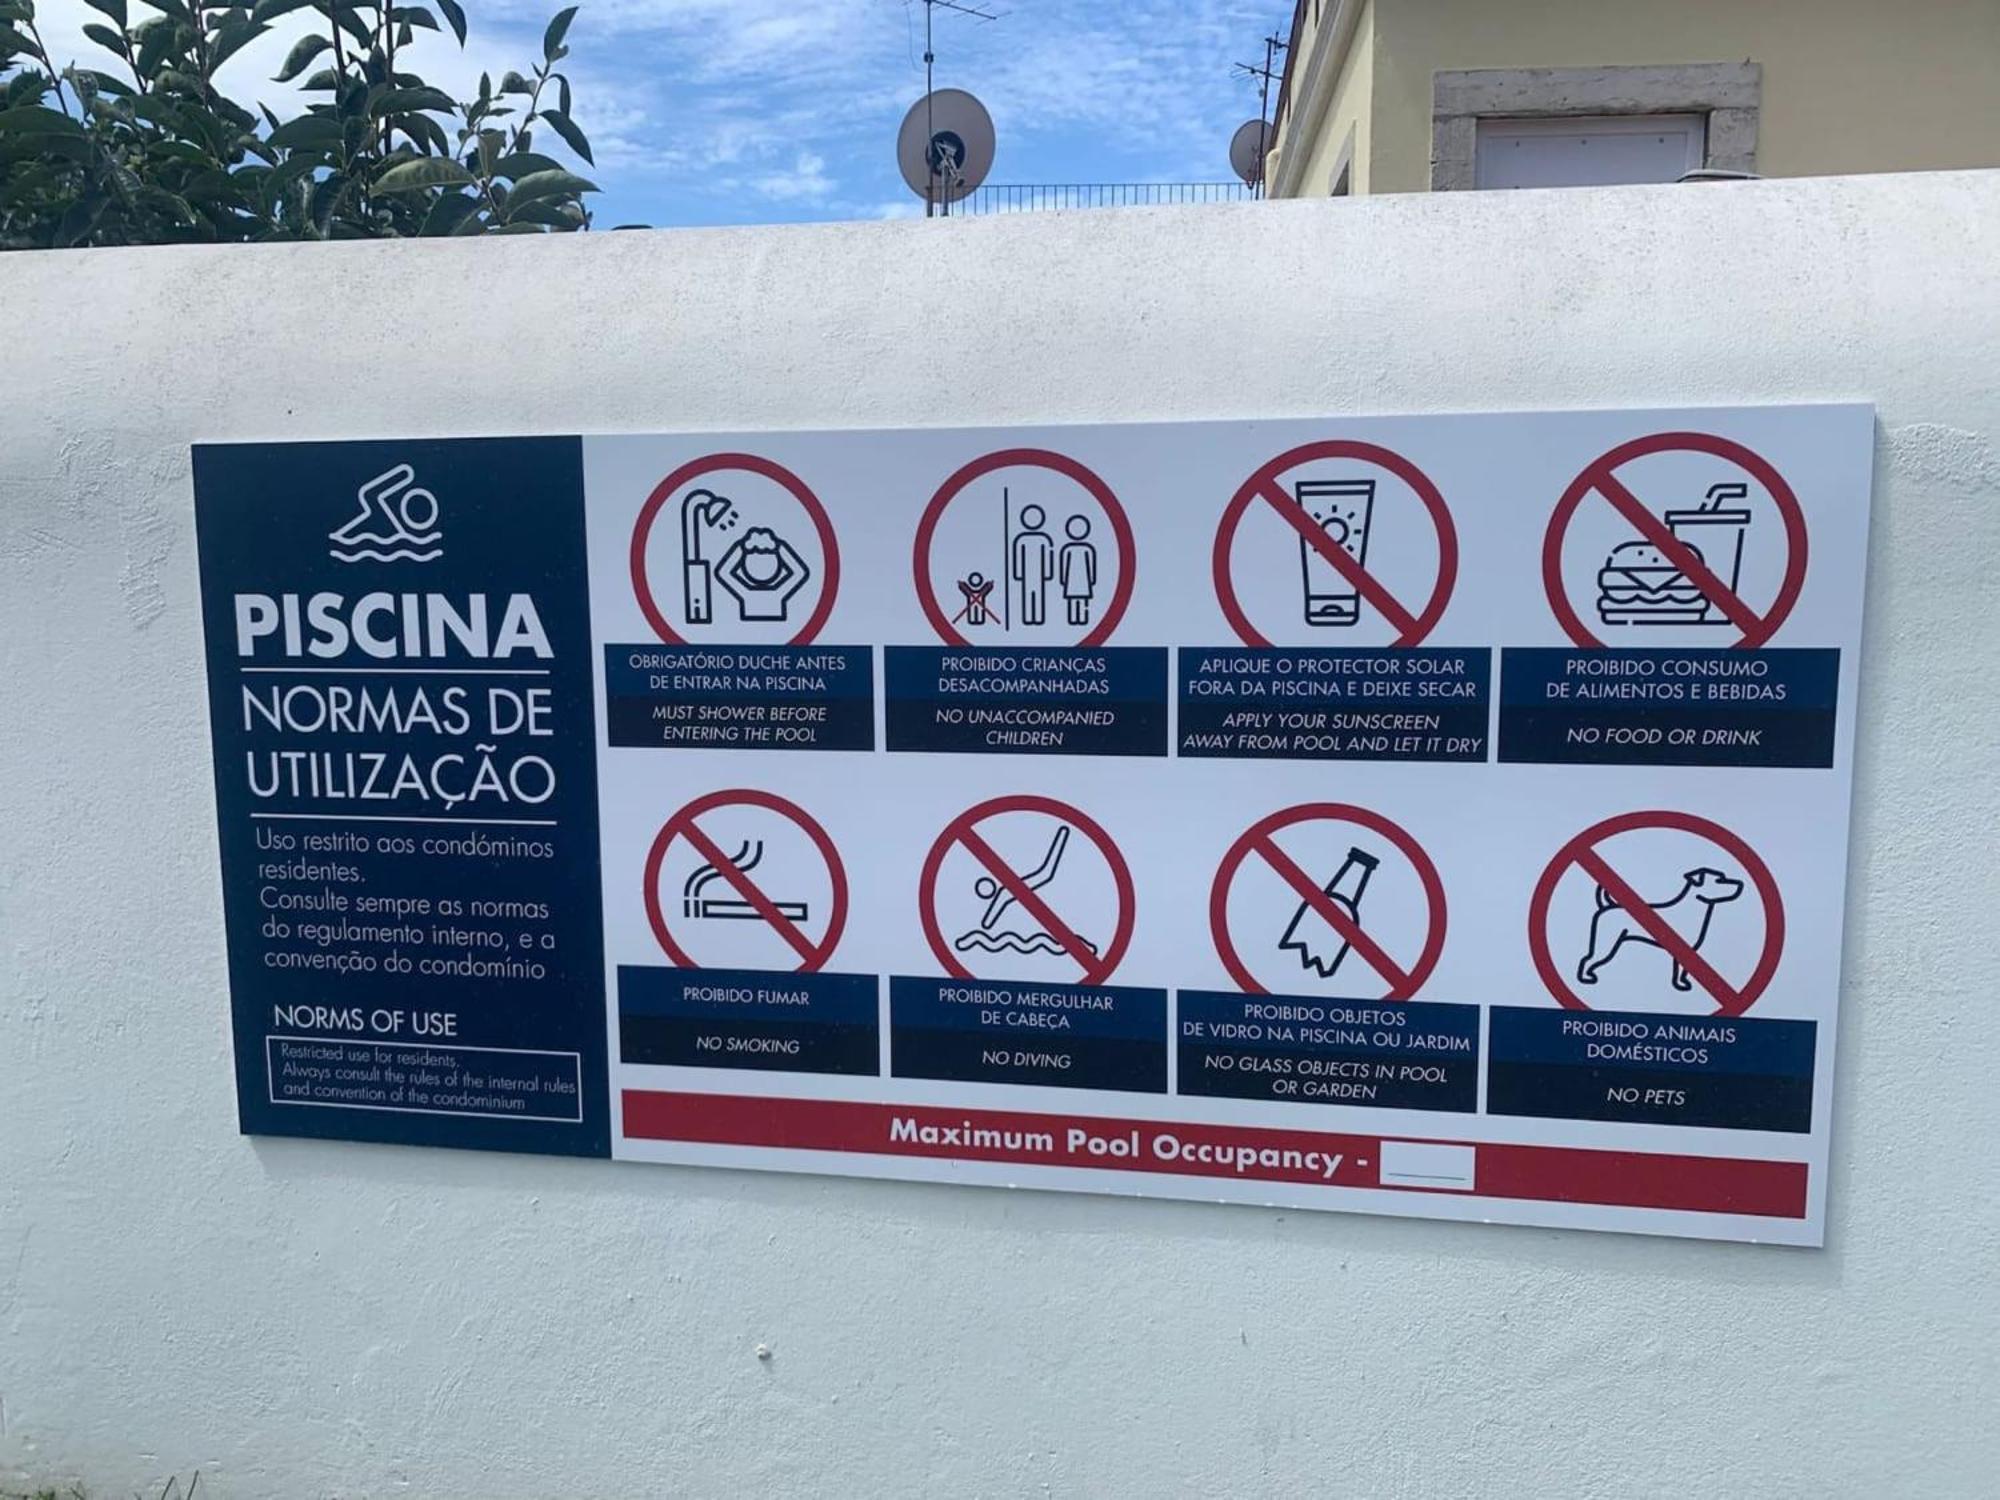 PISCINA
NORMAS DE
UTILIZAÇÃO
Uso restrito aos condóminos
residentes.
Consulte sempre as normas
do regulamento interno, e a
convenção do condomínio
NORMS OF USE
Restricted use for residents.
Always consult the rules of the internal rules
and convention of the condominium
OBRIGATÓRIO DUCHE ANTES
DE ENTRAR NA PISCINA
MUST SHOWER BEFORE
ENTERING THE POOL
PROIBIDO CRIANÇAS
DESACOMPANHADAS
NO UNACCOMPANIED
CHILDREN
APLIQUE O PROTECTOR SOLAR
FORA DA PISCINA E DEIXE SECAR
APPLY YOUR SUNSCREEN
AWAY FROM POOL AND LET IT DRY
PROIBIDO CONSUMO
DE ALIMENTOS E BEBIDAS
NO FOOD OR DRINK
PROIBIDO FUMAR
NO SMOKING
PROIBIDO MERGULHAR
DE CABEÇA
NO DIVING
PROIBIDO OBJETOS
DE VIDRO NA PISCINA OU JARDIM
NO GLASS OBJECTS IN POOL
OR GARDEN
PROIBIDO ANIMAIS
DOMÉSTICOS
NO PETS
Maximum Pool Occupancy -